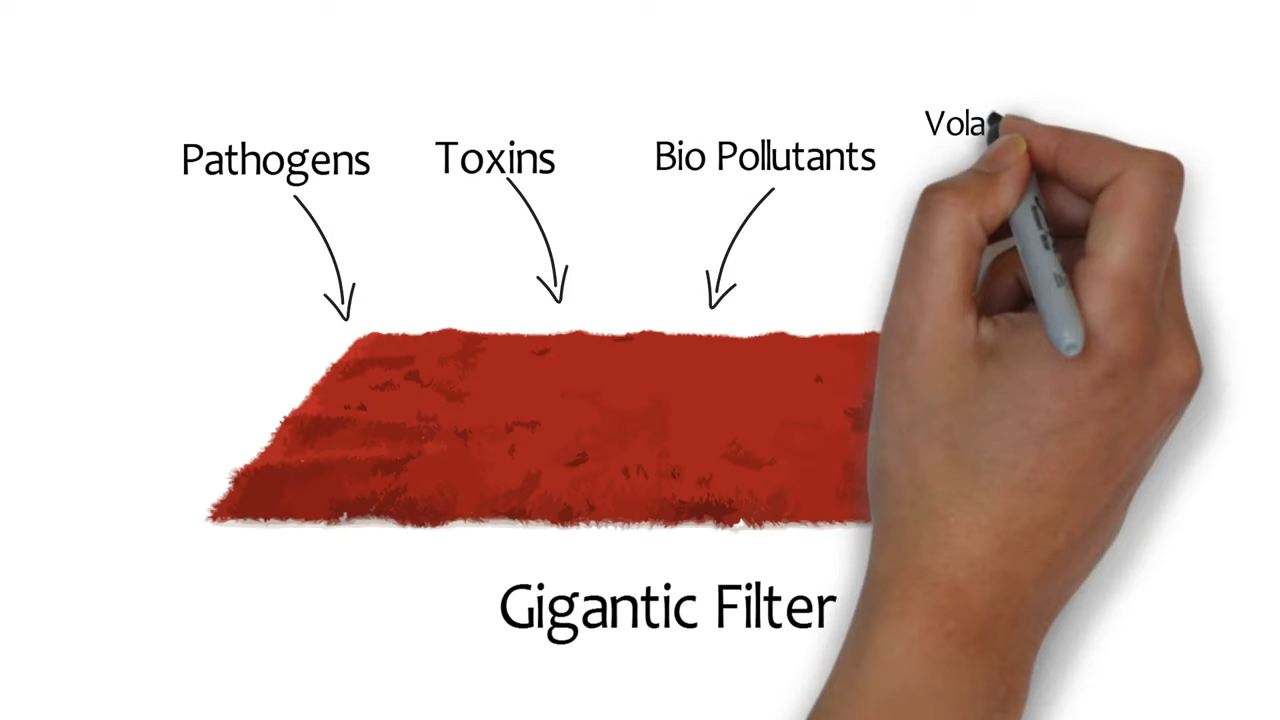 Pathogens
Toxins
Bio Pollutants
Vola
Gigantic Filter